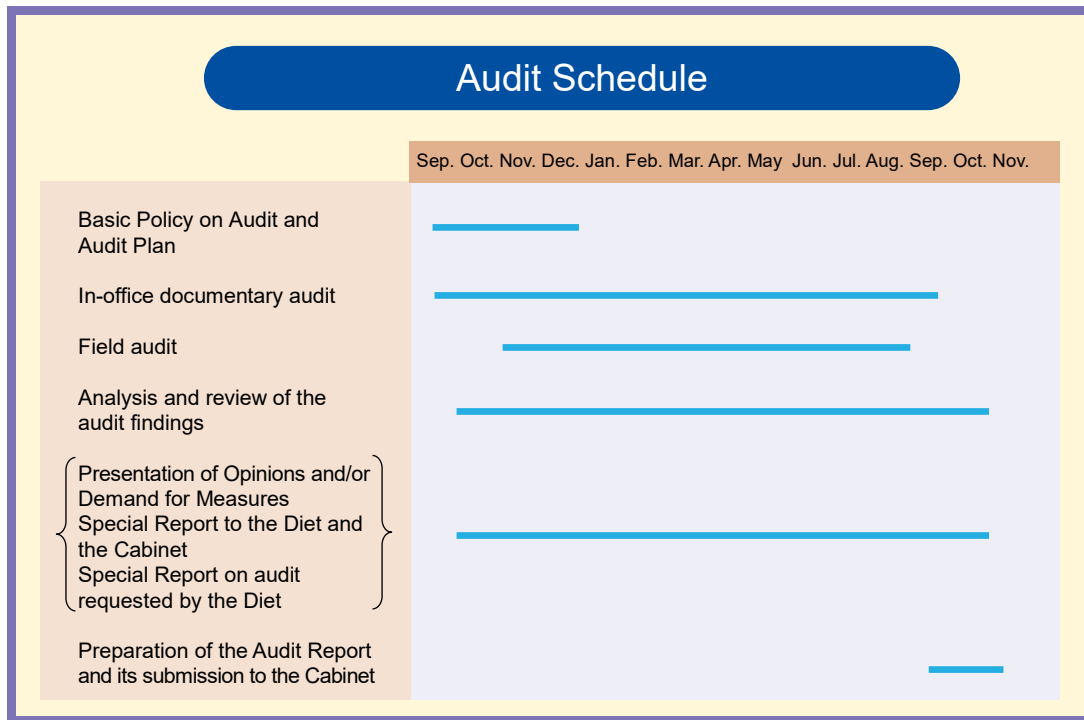 Audit Schedule
Sep. Oct. Nov. Dec. Jan. Feb. Mar. Apr. May Jun. Jul. Aug. Sep. Oct. Nov.
Basic Policy on Audit and
Audit Plan
In-office documentary audit
Field audit
Analysis and review of the
audit findings
Presentation of Opinions and/or
Demand for Measures
Special Report to the Diet and
the Cabinet
Special Report on audit
requested by the Diet
Preparation of the Audit Report
and its submission to the Cabinet